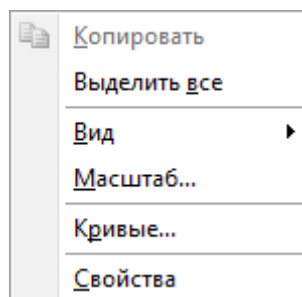 Копировать
Выделить все
Вид
Масштаб...
Кривые...
Свойства